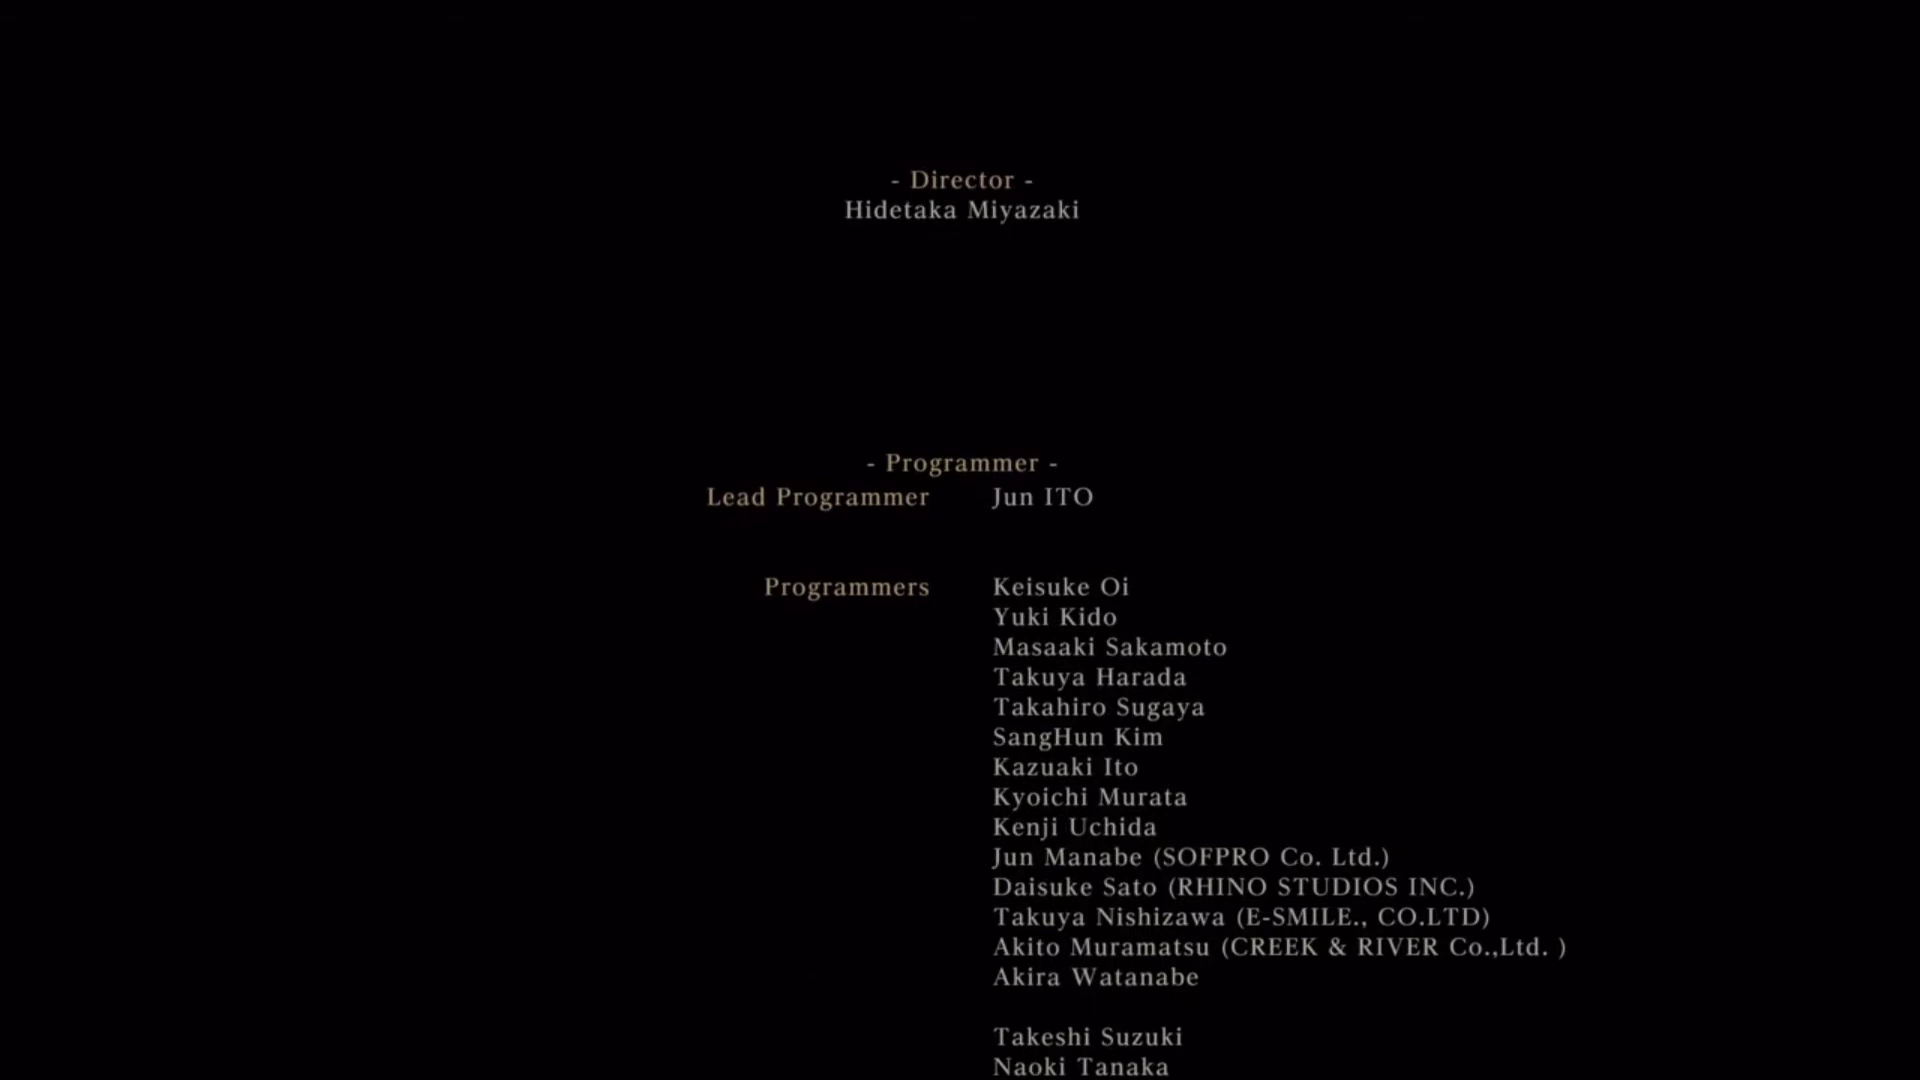 - Director -
Hidetaka Miyazaki
- Programmer -
Lead Programmer Jun ITO
Programmers Keisuke Oi
Yuki Kido
Masaaki Sakamoto
Takuya Harada
Takahiro Sugaya
SangHun Kim
Kazuaki Ito
Kyoichi Murata
Kenji Uchida
Jun Manabe (SOFPRO Co. Ltd.)
Daisuke Sato (RHINO STUDIOS INC.)
Takuya Nishizawa (E-SMILE., CO.LTD)
Akito Muramatsu (CREEK & RIVER Co.,Ltd. )
Akira Watanabe
Takeshi Suzuki
Naoki Tanaka